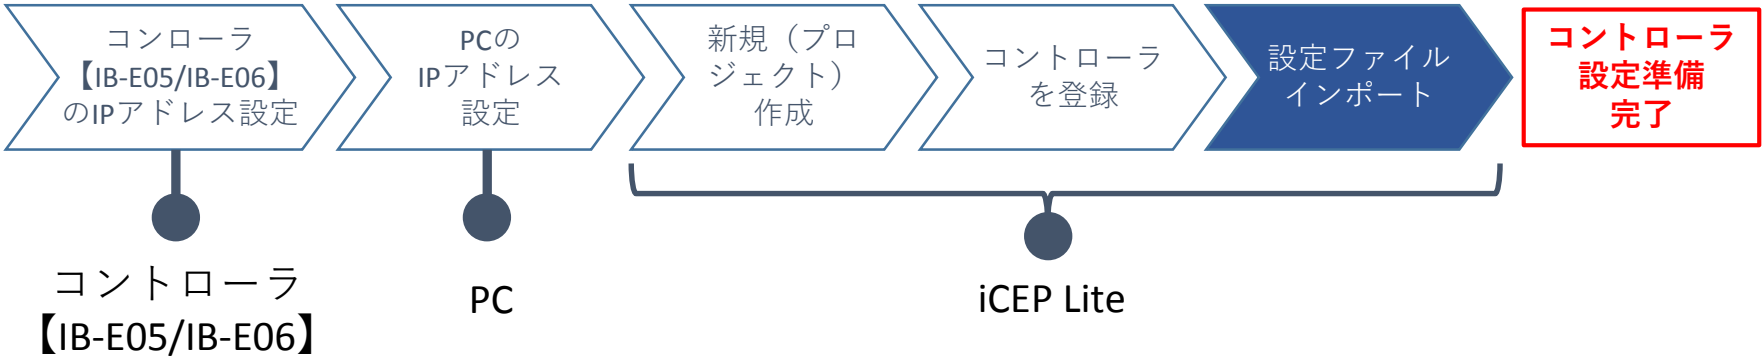 コンローラ
【IB-E05/IB-E06】
のIPアドレス設定
PCの
IPアドレス
設定
新規（プロ
ジェクト）
作成
コントローラ
を登録
設定ファイル
インポート
コントローラ
設定準備
完了
コントローラ
【IB-E05/IB-E06】
PC
iCEP Lite